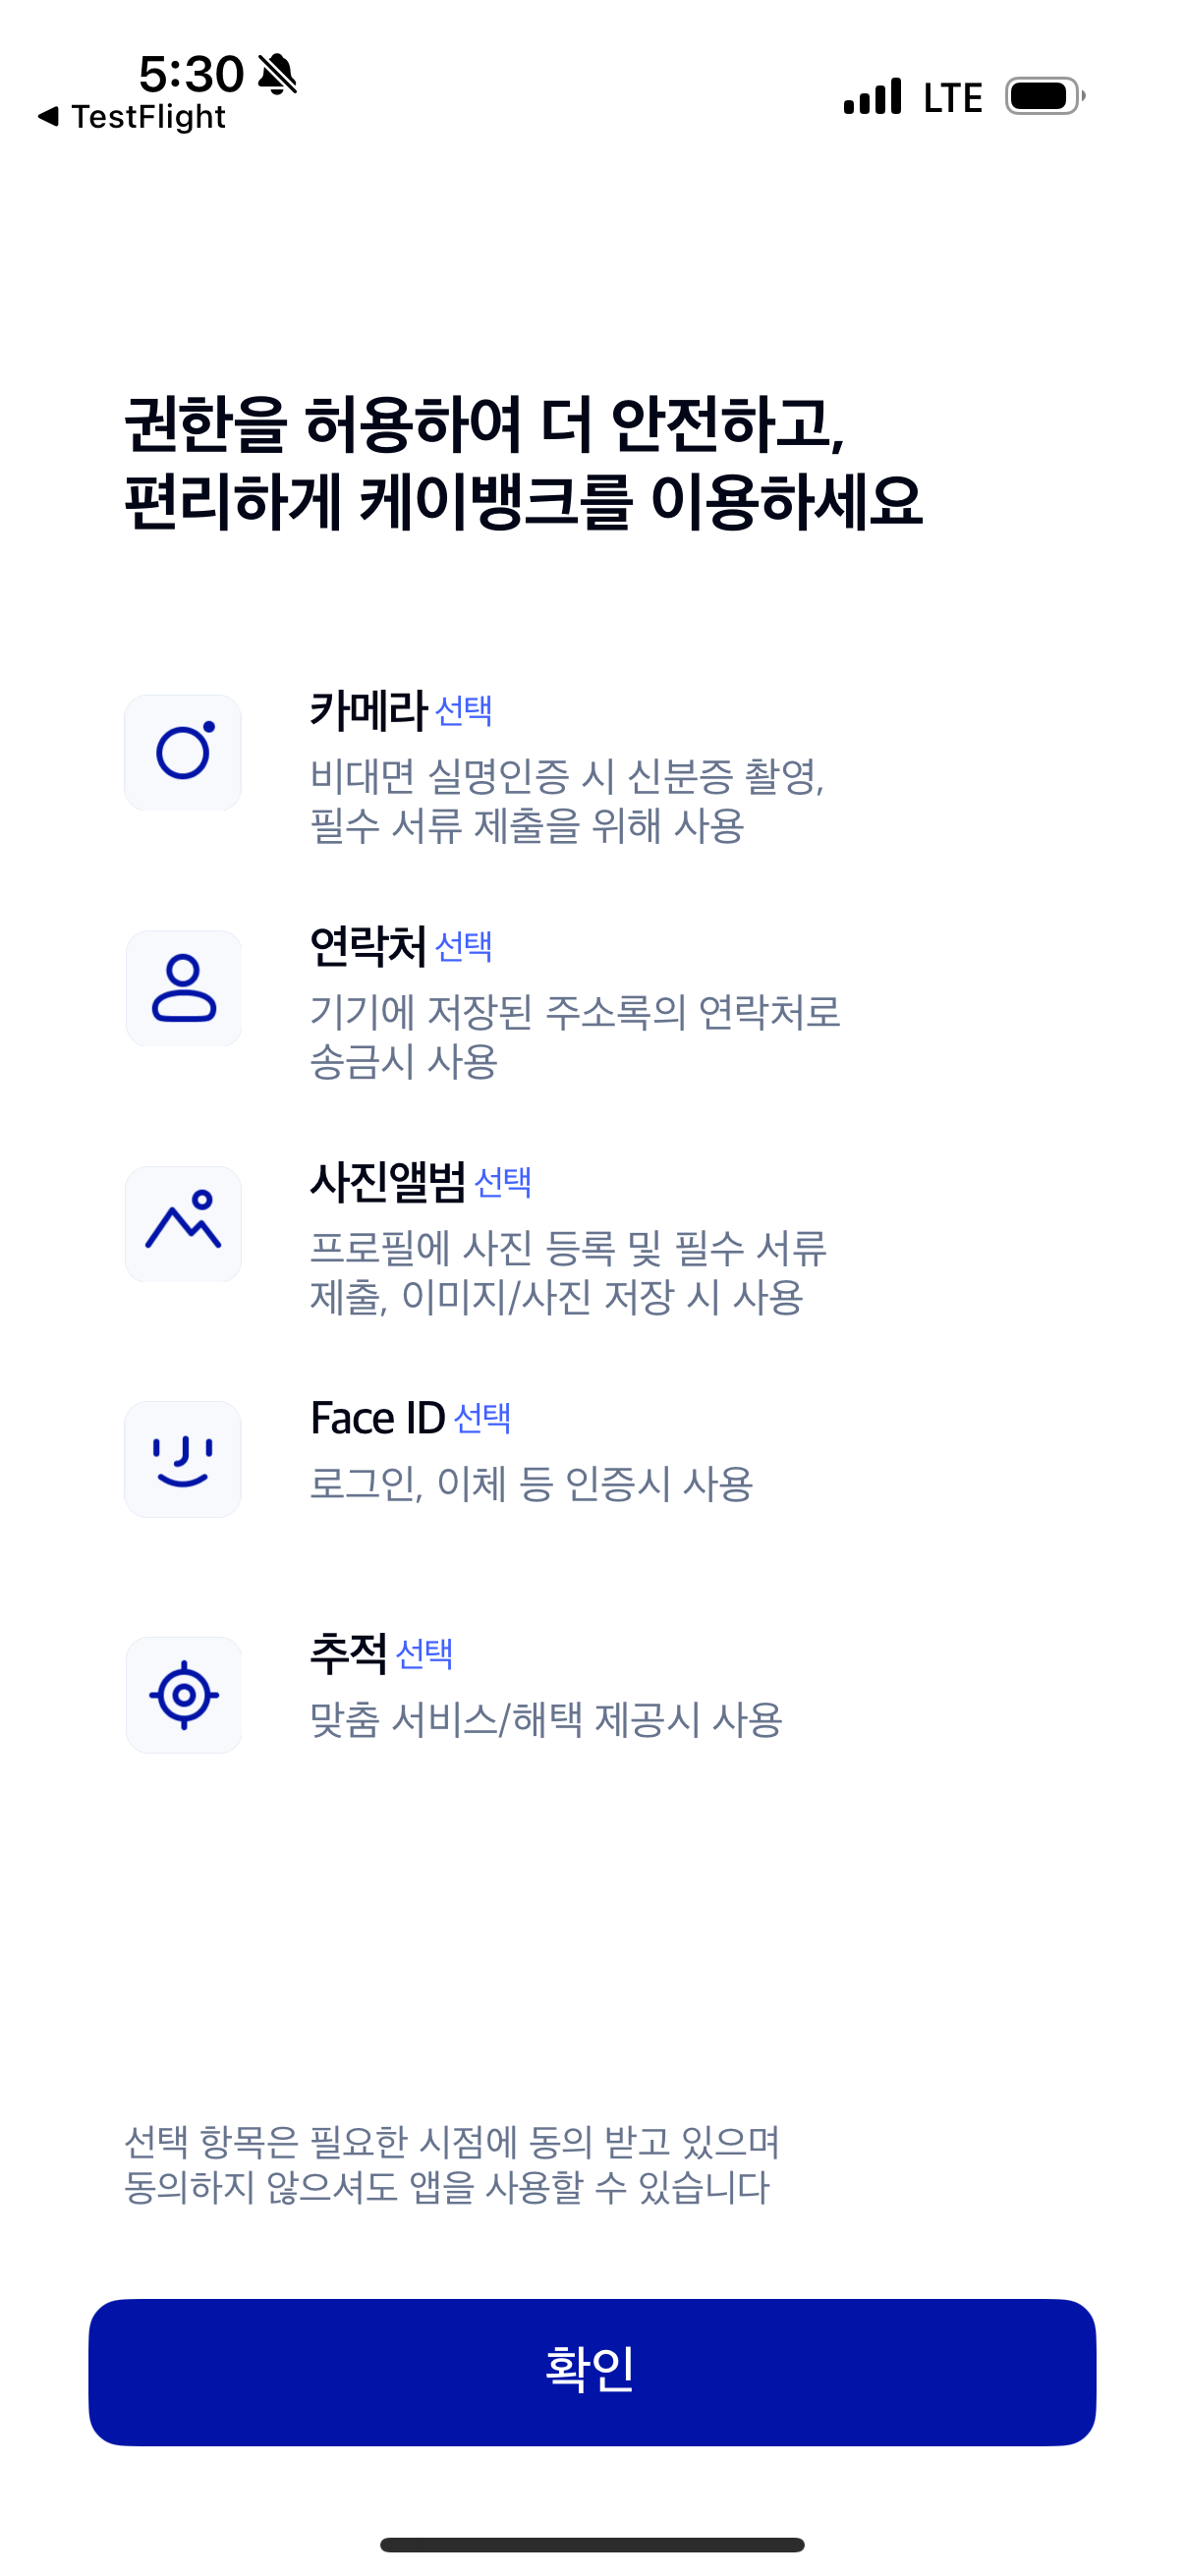 5:30
TestFlight
LTE
권한을 허용하여 더 안전하고,
편리하게 케이뱅크를 이용하세요
카메라 선택
비대면 실명인증 시 신분증 촬영,
필수 서류 제출을 위해 사용
연락처 선택
기기에 저장된 주소록의 연락처로
송금시 사용
사진앨범 선택
프로필에 사진 등록 및 필수 서류
제출, 이미지/사진 저장 시 사용
Face ID 선택
로그인, 이체 등 인증시 사용
추적 선택
맞춤 서비스/해택 제공시 사용
선택 항목은 필요한 시점에 동의 받고 있으며
동의하지 않으셔도 앱을 사용할 수 있습니다
확인